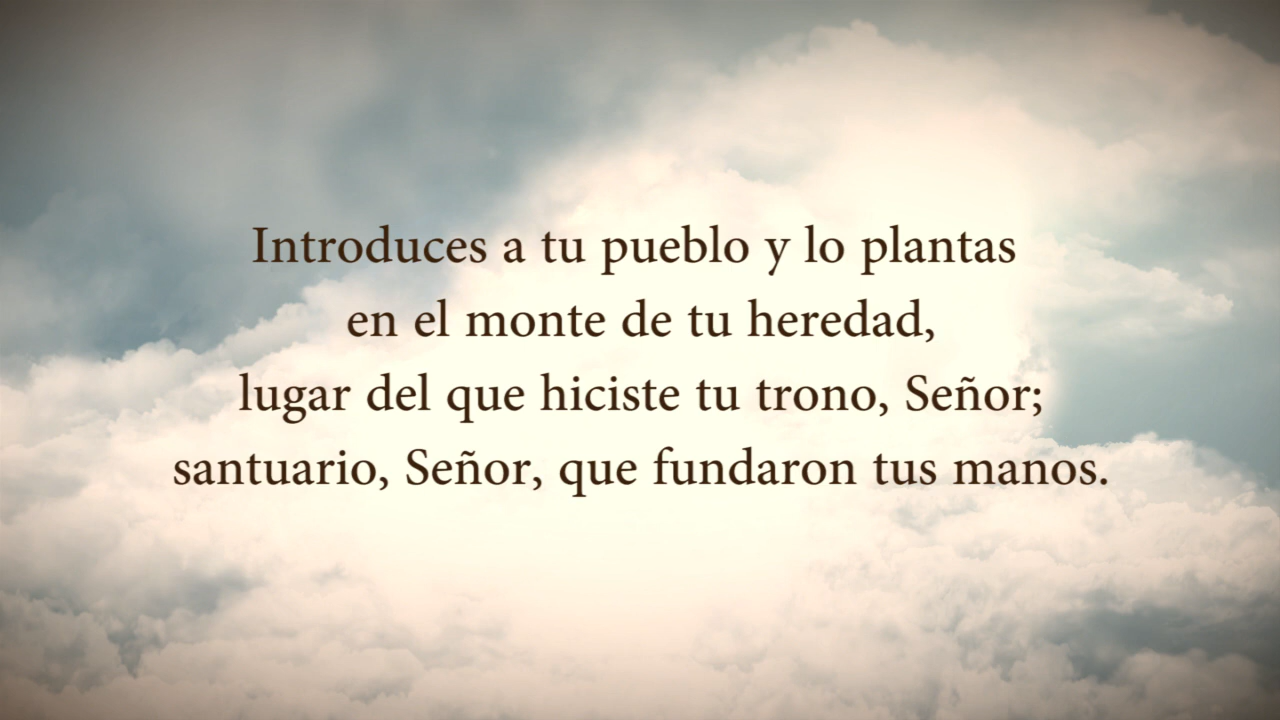 Introduces a tu pueblo y lo plantas
en el monte de tu heredad,
lugar del que hiciste tu trono, Señor;
santuario, Señor, que fundaron tus manos.